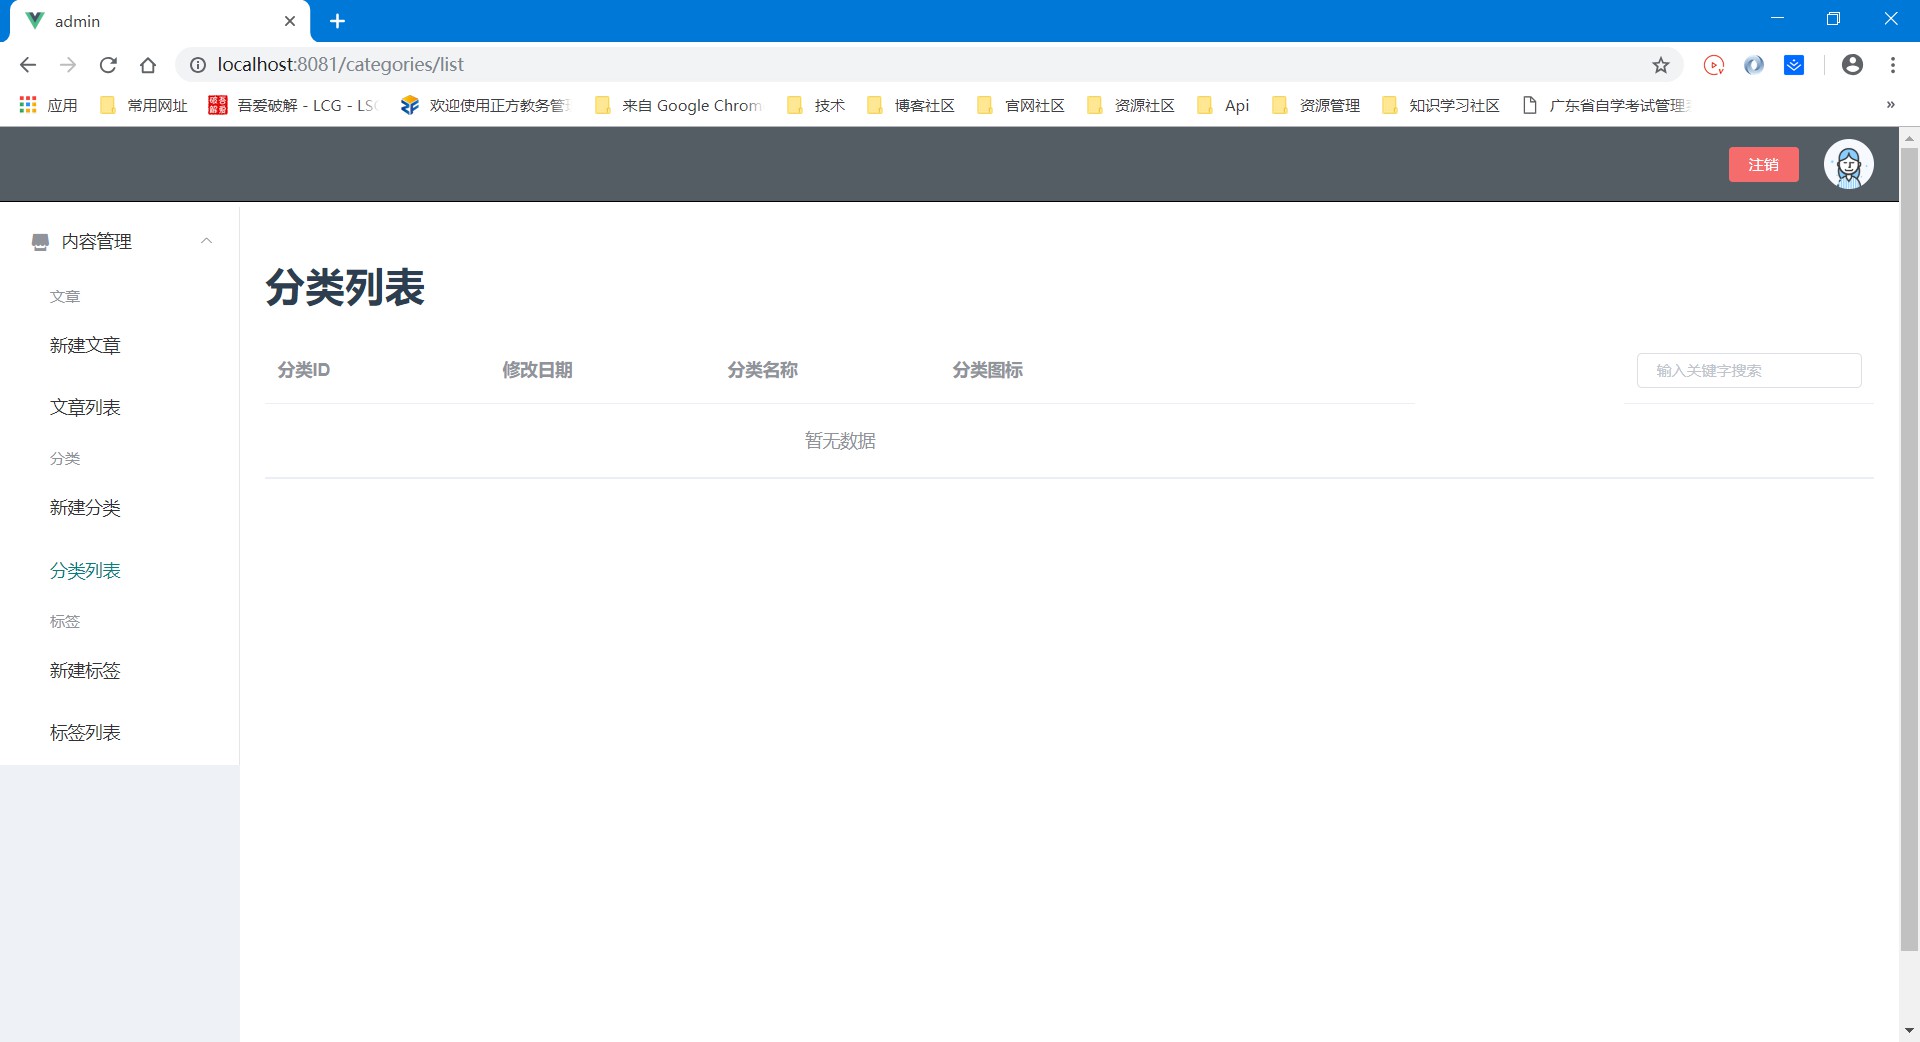 admin
localhost:8081/categories/list
应用 常用网址 吾爱破解 - LCG - LSC 欢迎使用正方教务管 来自 Google Chrom 技术 博客社区 官网社区 资源社区 Api 资源管理 知识学习社区 广东省自学考试管理 »
注销
内容管理
文章
新建文章
文章列表
分类
新建分类
分类列表
标签
新建标签
标签列表
分类列表
分类ID 修改日期 分类名称 分类图标 输入关键字搜索
暂无数据